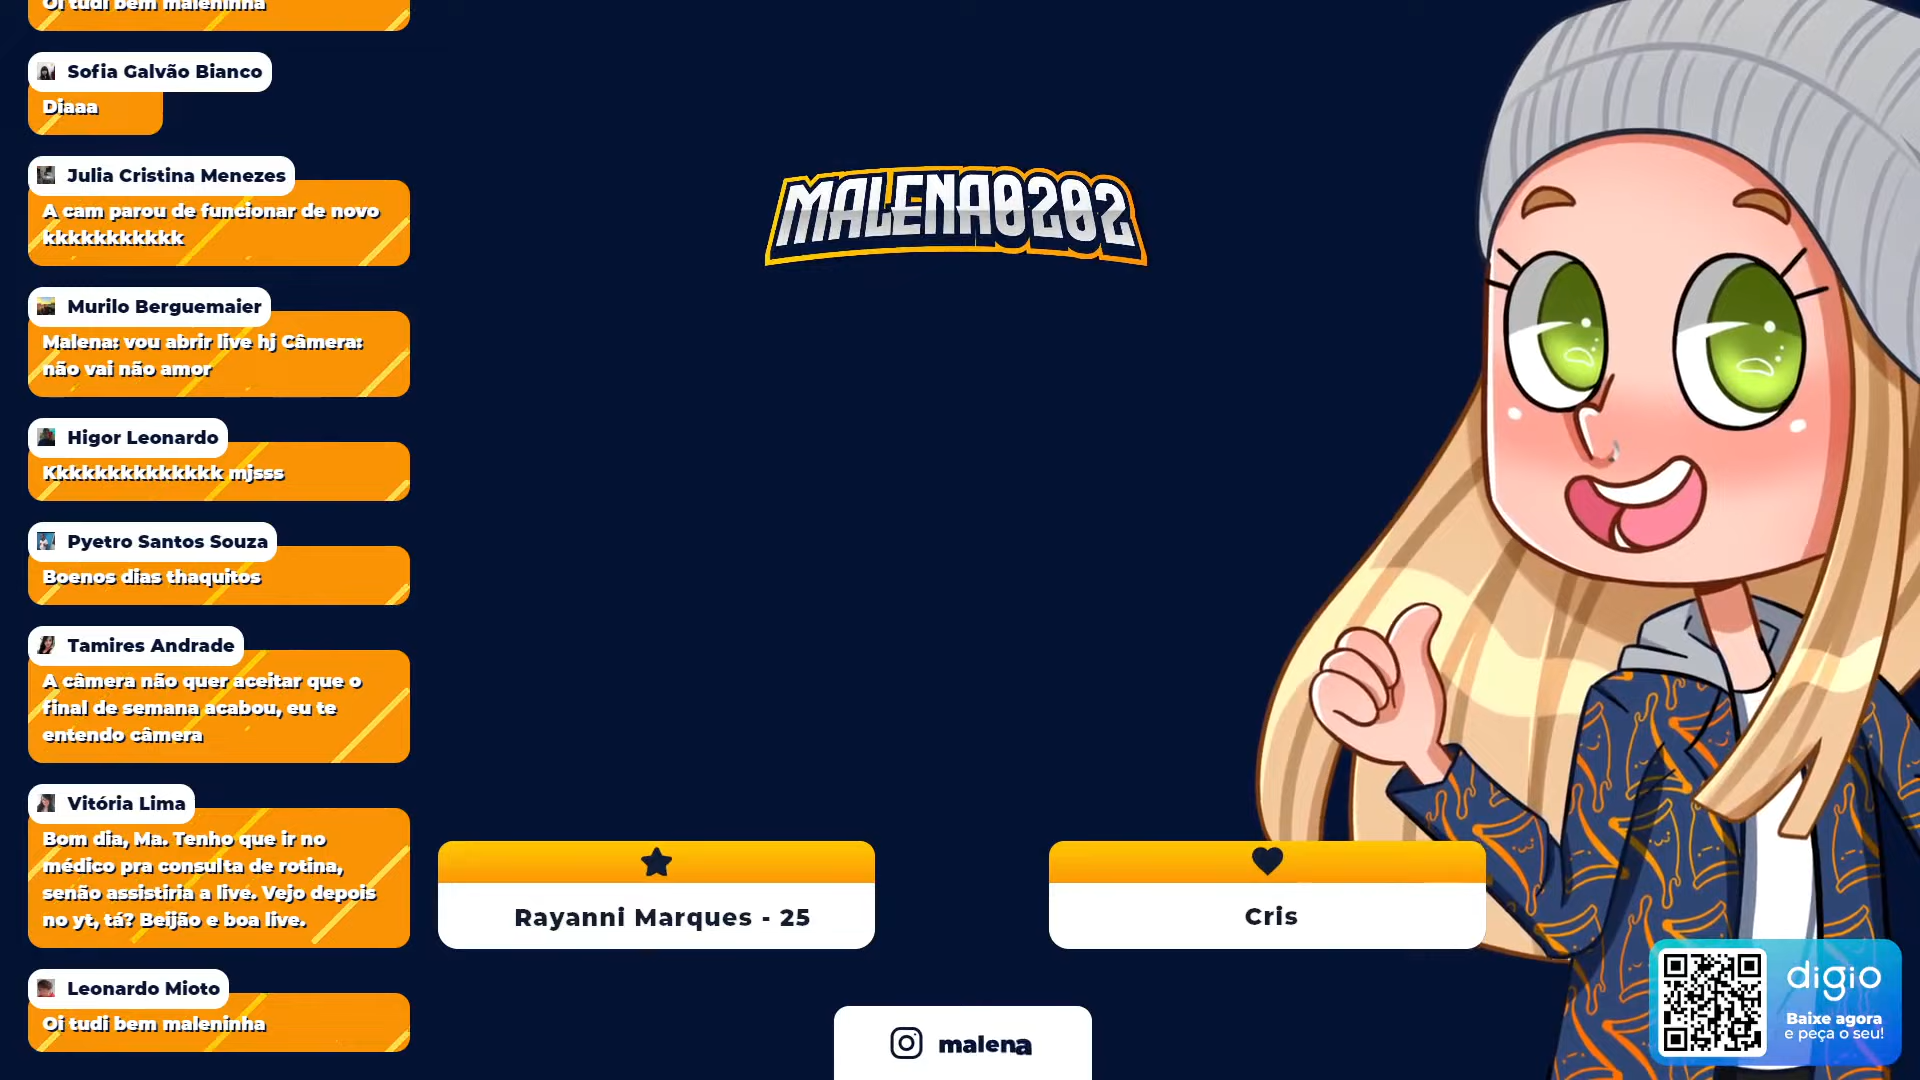 Oi tudi bem maleninha
Sofia Galvão Bianco
Diaaa
Julia Cristina Menezes
A cam parou de funcionar de novo
kkkkkkkkkkk
Murilo Berguemaier
Malena: vou abrir live hj Câmera:
não vai não amor
Higor Leonardo
Kkkkkkkkkkkkkk mjsss
Pyetro Santos Souza
Boenos dias thaquitos
Tamires Andrade
A câmera não quer aceitar que o
final de semana acabou, eu te
entendo câmera
Vitória Lima
Bom dia, Ma. Tenho que ir no
médico pra consulta de rotina,
senão assistiria a live. Vejo depois
no yt, tá? Beijão e boa live.
Leonardo Mioto
Oi tudi bem maleninha
MALENA0202
Rayanni Marques - 25
Cris
malena
digio
Baixe agora
e peça o seu!